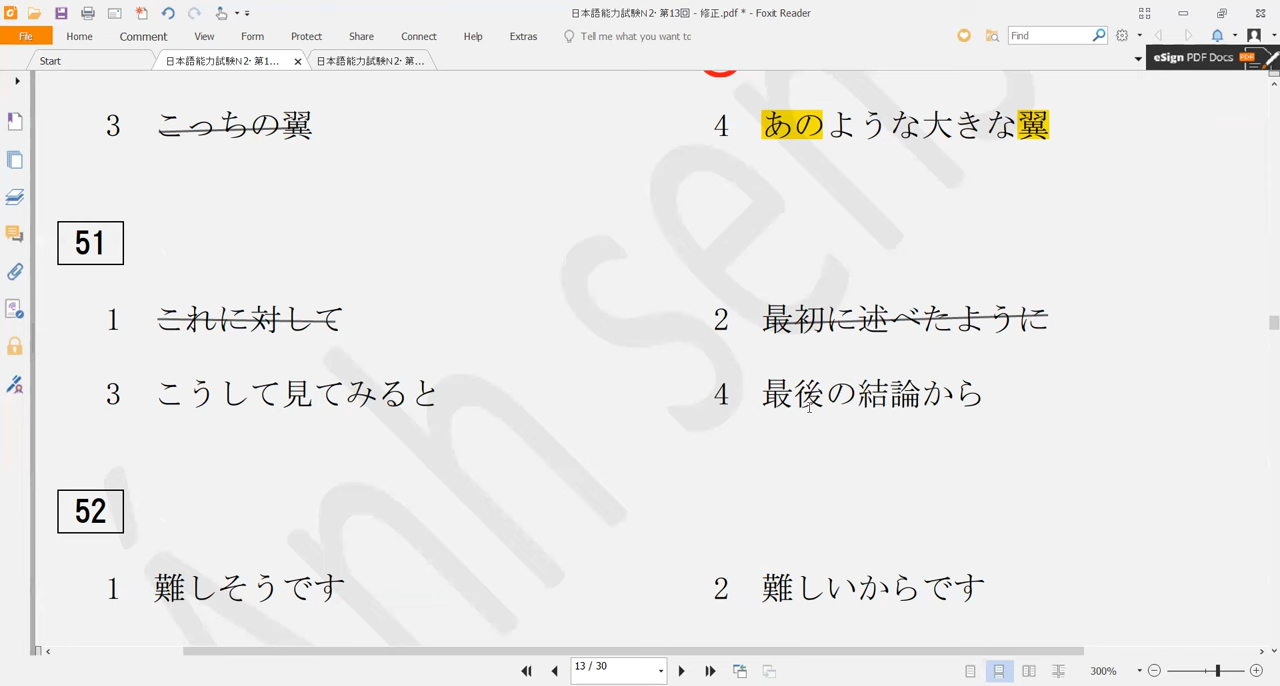 日本語能力試験N2・第13回 - 修正.pdf * - Foxit Reader
File Home Comment View Form Protect Share Connect Help Extras Tell me what you want to Find
Start 日本語能力試験N2・第1... 日本語能力試験N2・第... eSign PDF Docs
3 こっちの翼 4 あのような大きな翼
51
1 これに対して 2 最初に述べたように
3 こうして見てみると 4 最後の結論から
52
1 難しそうです 2 難しいからです
Ánh sen
13 / 30 300%